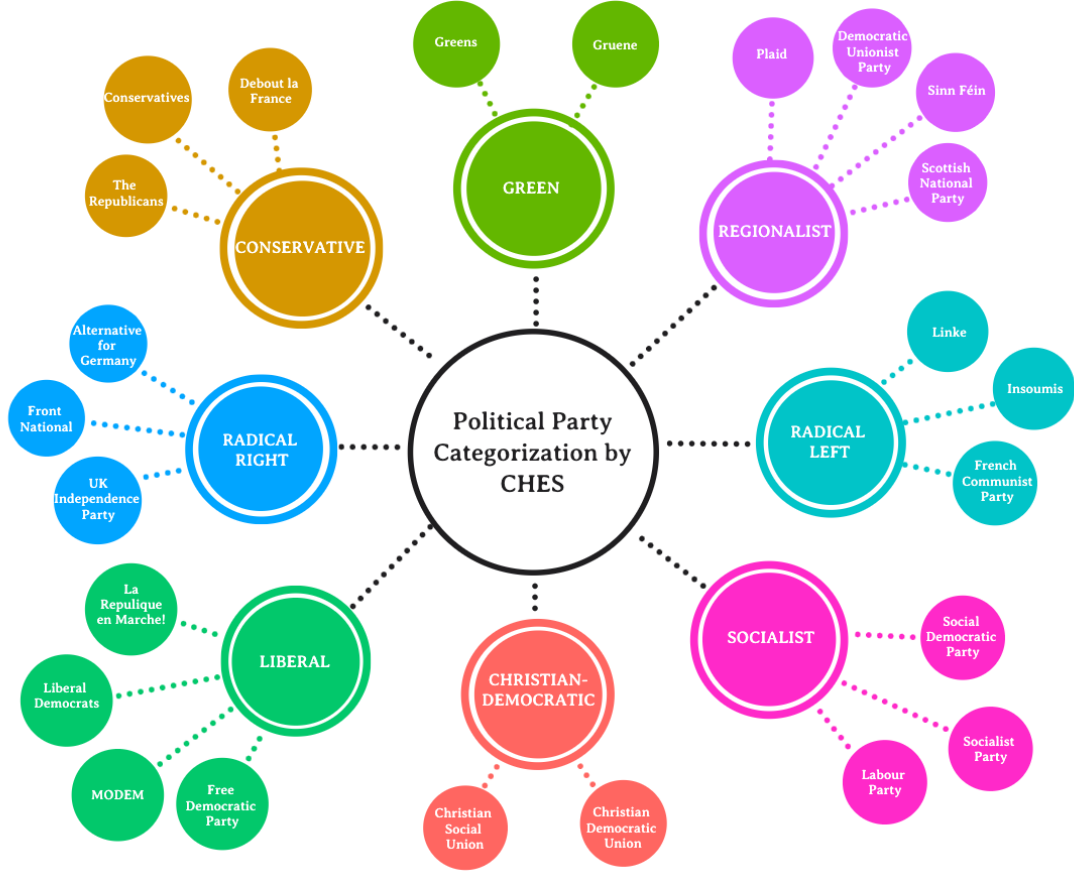 Political Party
Categorization by
CHES
GREEN
Greens
Gruene
REGIONALIST
Plaid
Democratic
Unionist
Party
Sinn Féin
Scottish
National
Party
RADICAL
LEFT
Linke
Insoumis
French
Communist
Party
SOCIALIST
Social
Democratic
Party
Socialist
Party
Labour
Party
CHRISTIAN-
DEMOCRATIC
Christian
Democratic
Union
Christian
Social
Union
LIBERAL
Free
Democratic
Party
MODEM
Liberal
Democrats
La
Repulique
en Marche!
RADICAL
RIGHT
UK
Independence
Party
Front
National
Alternative
for
Germany
CONSERVATIVE
The
Republicans
Conservatives
Debout la
France